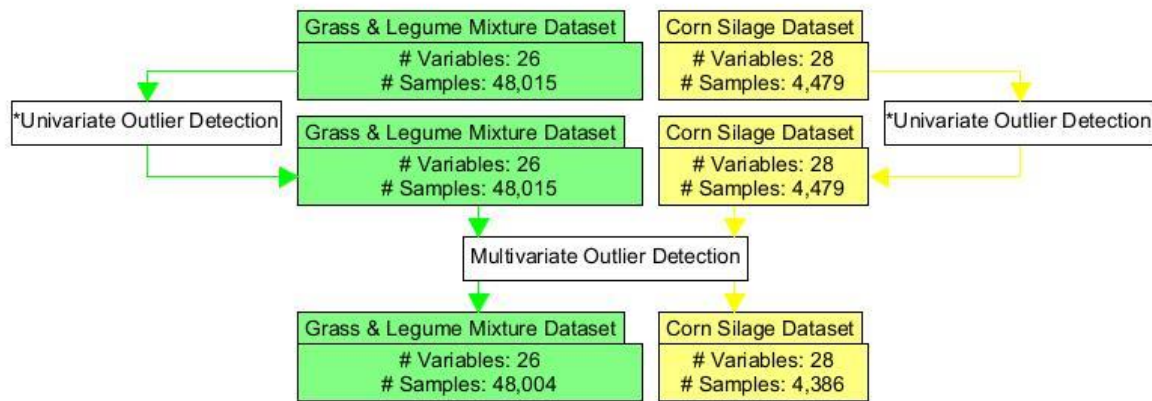 Grass & Legume Mixture Dataset
# Variables: 26
# Samples: 48,015
Corn Silage Dataset
# Variables: 28
# Samples: 4,479
*Univariate Outlier Detection
*Univariate Outlier Detection
Grass & Legume Mixture Dataset
# Variables: 26
# Samples: 48,015
Corn Silage Dataset
# Variables: 28
# Samples: 4,479
Multivariate Outlier Detection
Grass & Legume Mixture Dataset
# Variables: 26
# Samples: 48,004
Corn Silage Dataset
# Variables: 28
# Samples: 4,386